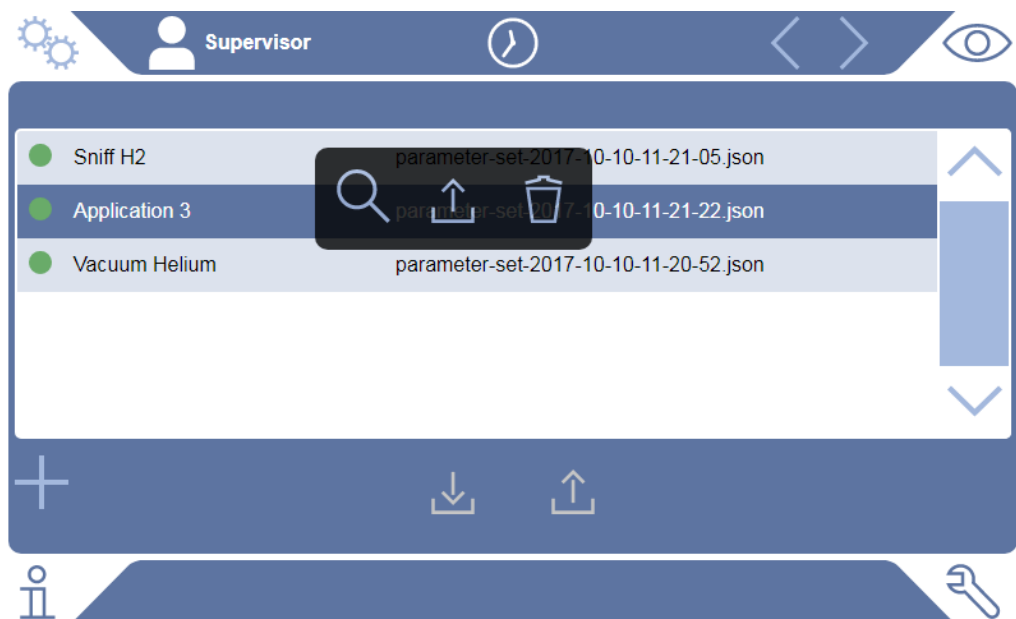 Supervisor
Sniff H2 parameter-set-2017-10-10-11-21-05.json
Application 3 parameter-set-2017-10-10-11-21-22.json
Vacuum Helium parameter-set-2017-10-10-11-20-52.json